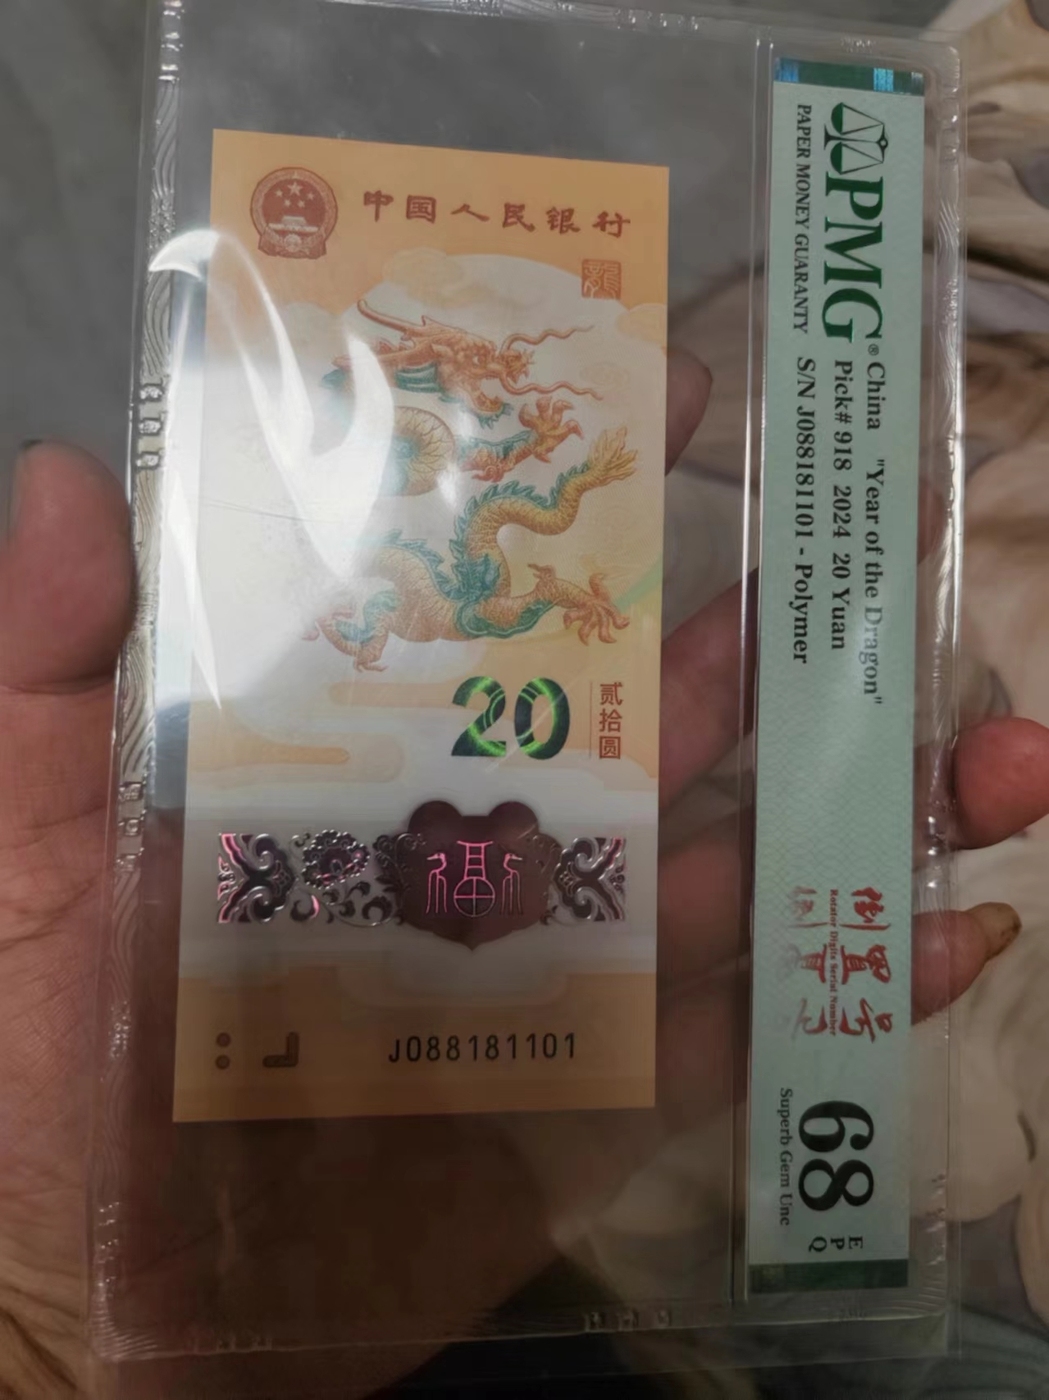 中国人民银行
龍
20
贰拾圆
福
J088181101
PMG®
PAPER MONEY GUARANTY
China "Year of the Dragon"
Pick# 918 2024 20 Yuan
S/N J088181101 - Polymer
Rotator Digits Serial Number
68
EPQ
Superb Gem Unc